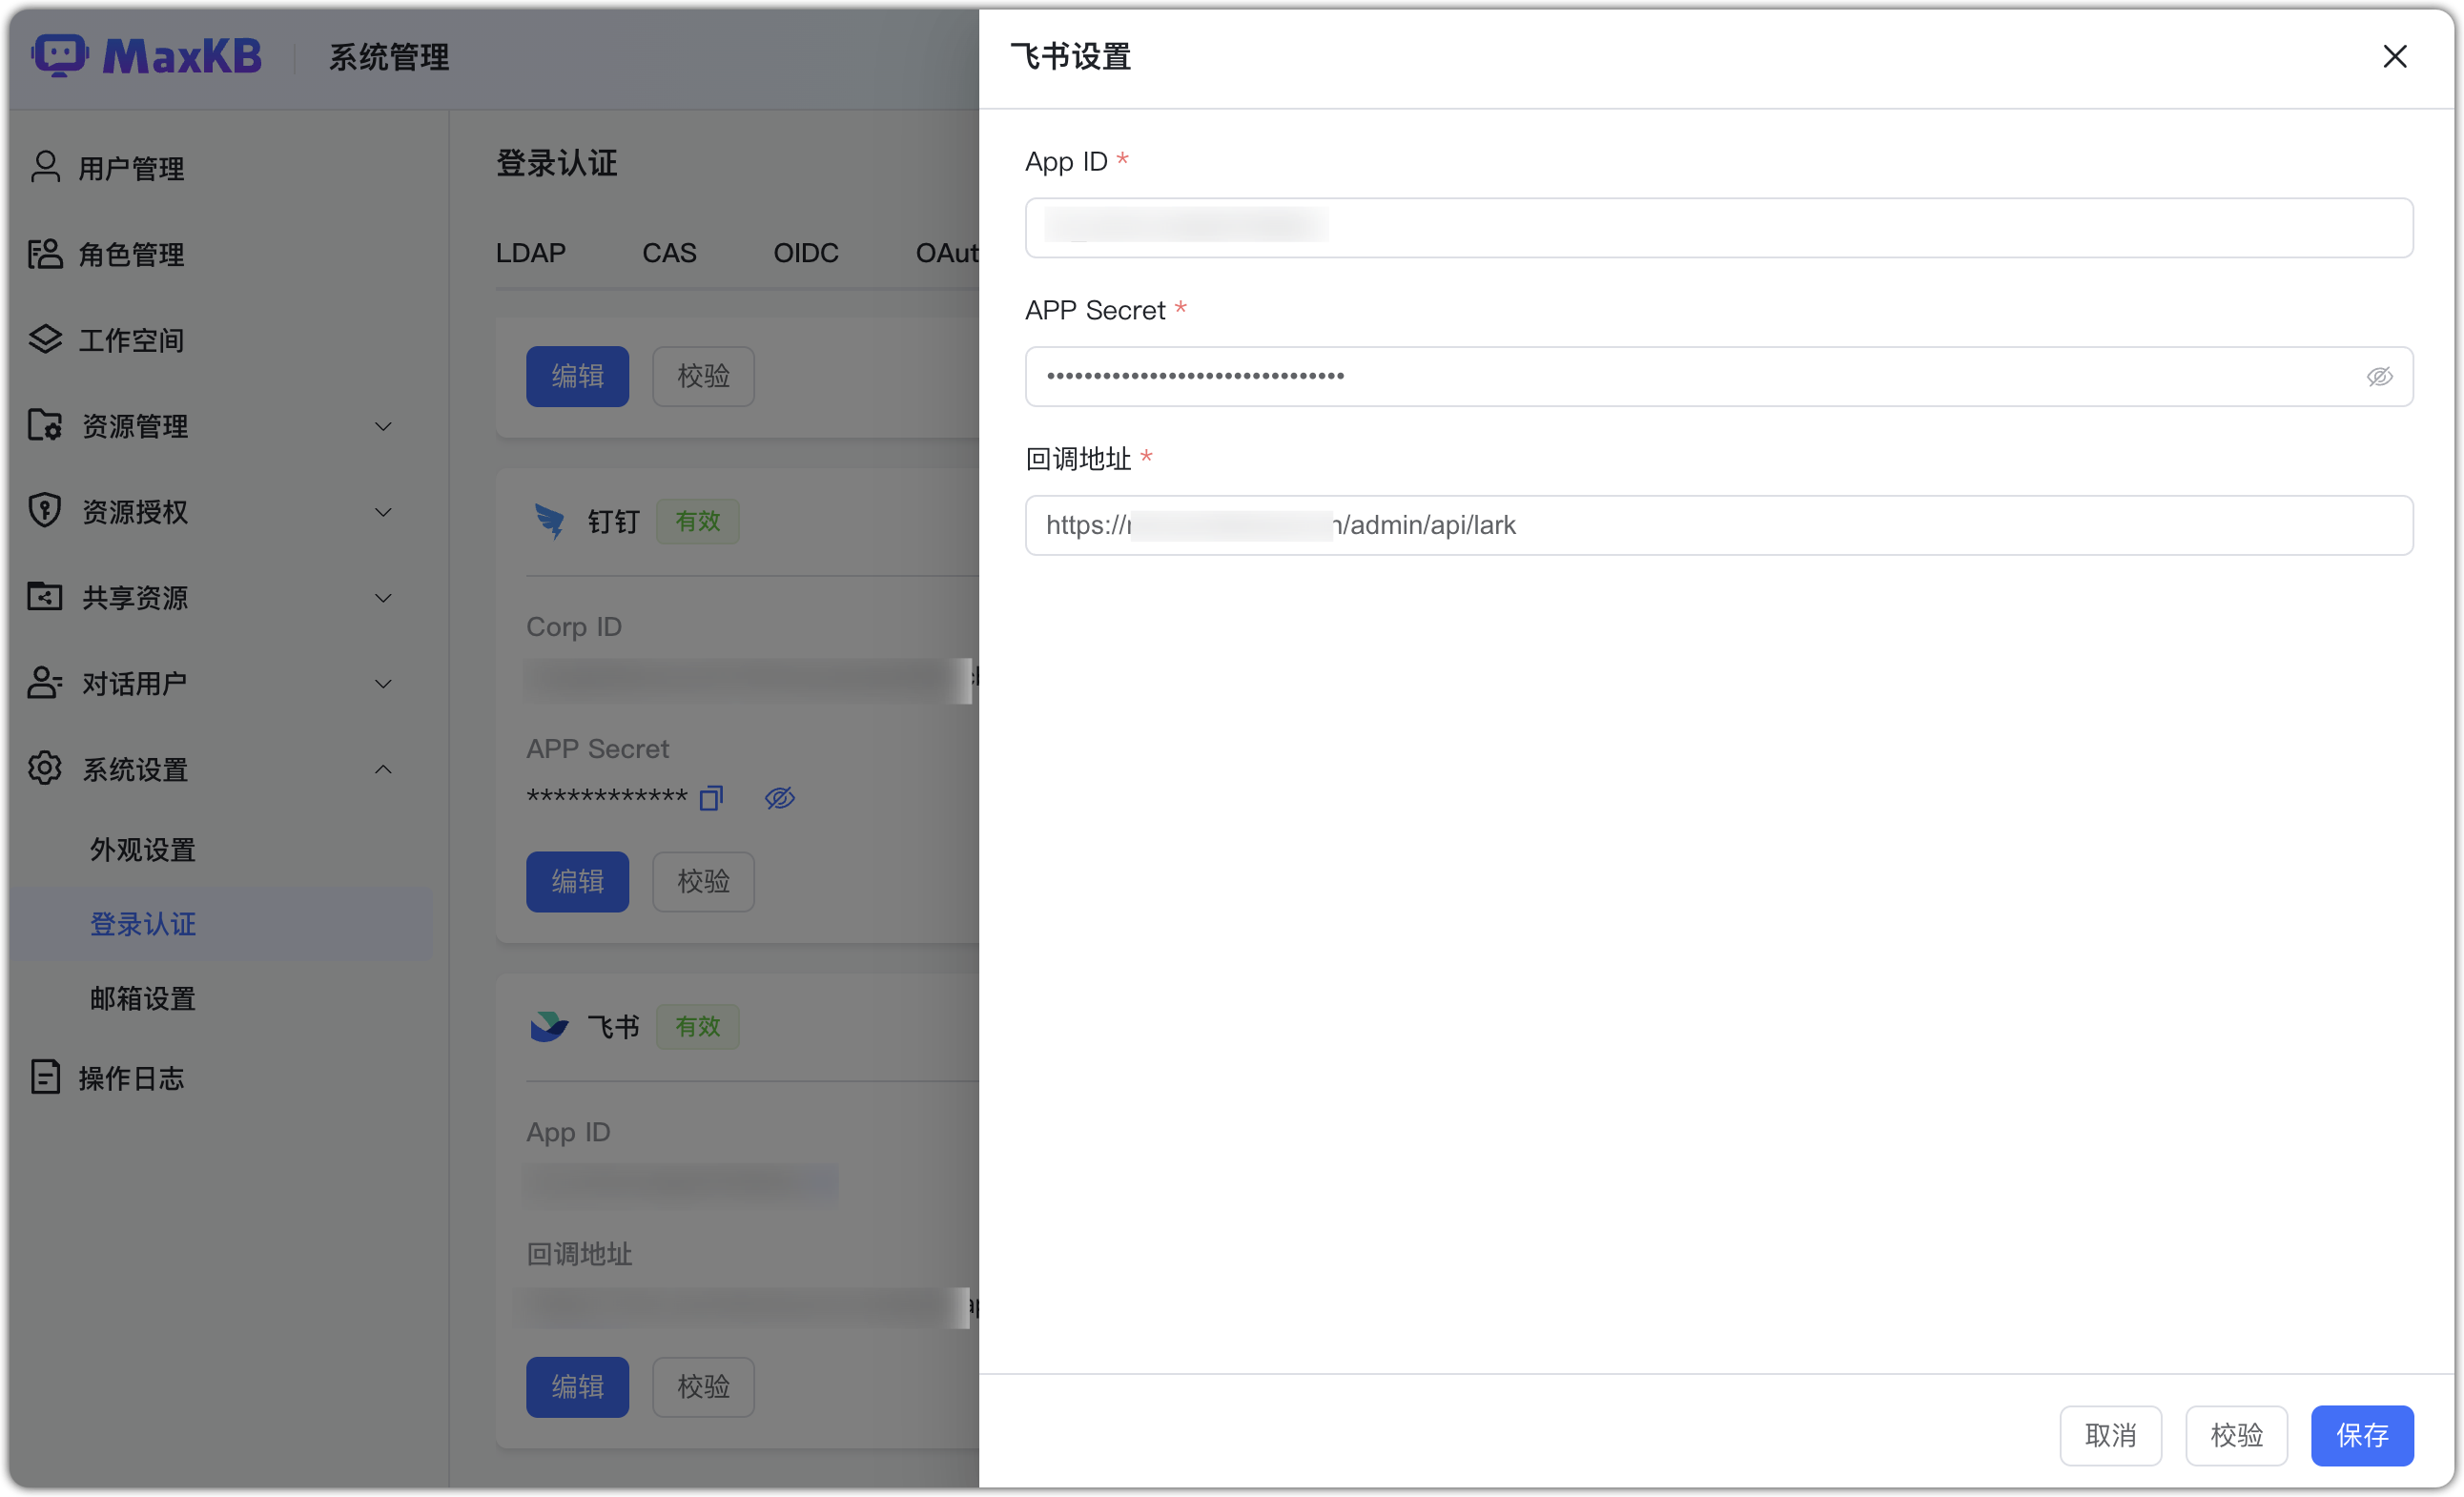 MaxKB
系统管理
用户管理
角色管理
工作空间
资源管理
资源授权
共享资源
对话用户
系统设置
外观设置
登录认证
邮箱设置
操作日志
登录认证
LDAP CAS OIDC OAut
编辑 校验
钉钉 有效
Corp ID
APP Secret
************
编辑 校验
飞书 有效
App ID
回调地址
编辑 校验
飞书设置
App ID *
APP Secret *
••••••••••••••••••••••••••••••••
回调地址 *
https:// /admin/api/lark
取消 校验 保存